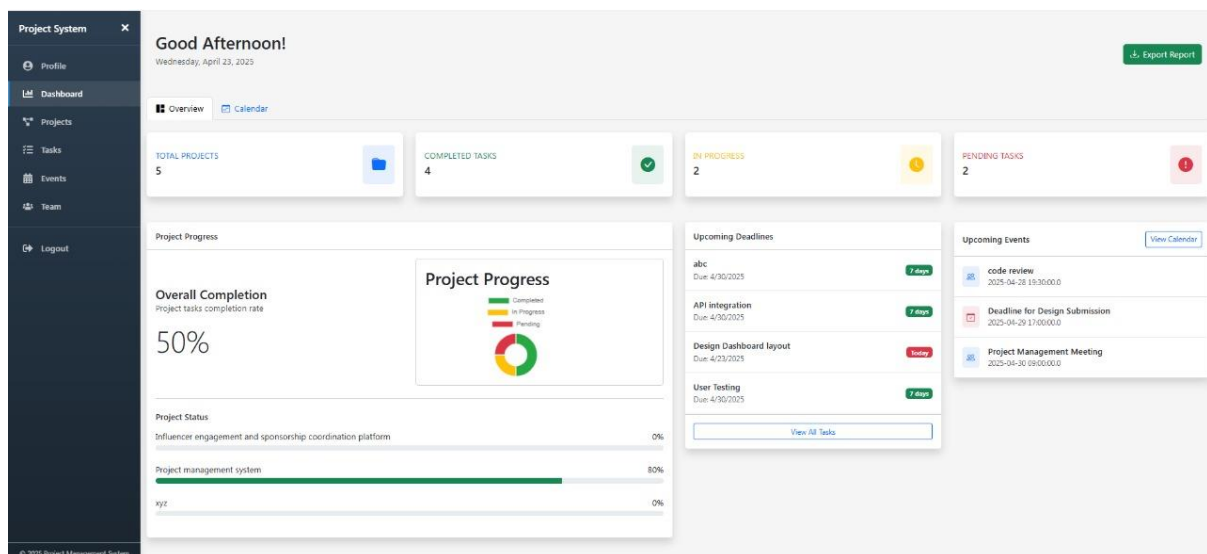 Project System ×
Profile
Dashboard
Projects
Tasks
Events
Team
Logout
© 2025 Project Management System
Good Afternoon!
Wednesday, April 23, 2025
Export Report
Overview
Calendar
TOTAL PROJECTS
5
COMPLETED TASKS
4
IN PROGRESS
2
PENDING TASKS
2
Project Progress
Overall Completion
Project tasks completion rate
50%
Project Progress
Completed
In Progress
Pending
Project Status
Influencer engagement and sponsorship coordination platform 0%
Project management system 80%
xyz 0%
Upcoming Deadlines
abc
Due: 4/30/2025
7 days
API integration
Due: 4/30/2025
7 days
Design Dashboard layout
Due: 4/23/2025
Today
User Testing
Due: 4/30/2025
7 days
View All Tasks
Upcoming Events
View Calendar
code review
2025-04-28 19:30:00.0
Deadline for Design Submission
2025-04-29 17:00:00.0
Project Management Meeting
2025-04-30 09:00:00.0